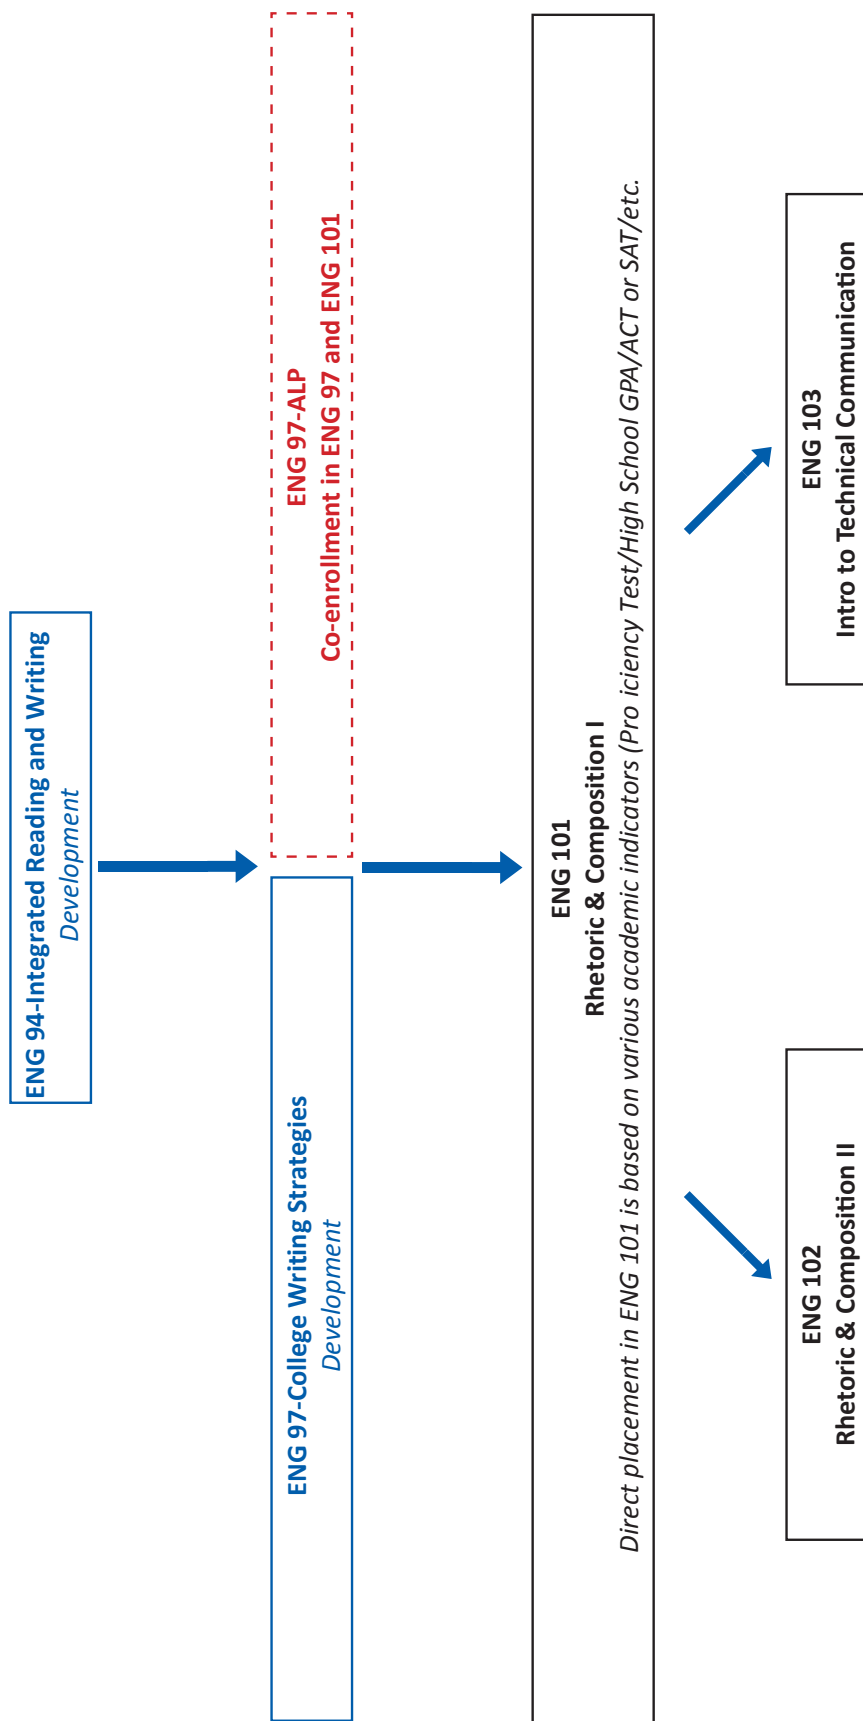 ENG 94-Integrated Reading and Writing
Development
ENG 97-College Writing Strategies
Development
ENG 97-ALP
Co-enrollment in ENG 97 and ENG 101
ENG 101
Rhetoric & Composition I
Direct placement in ENG 101 is based on various academic indicators (Pro iciency Test/High School GPA/ACT or SAT/etc.
ENG 102
Rhetoric & Composition II
ENG 103
Intro to Technical Communication